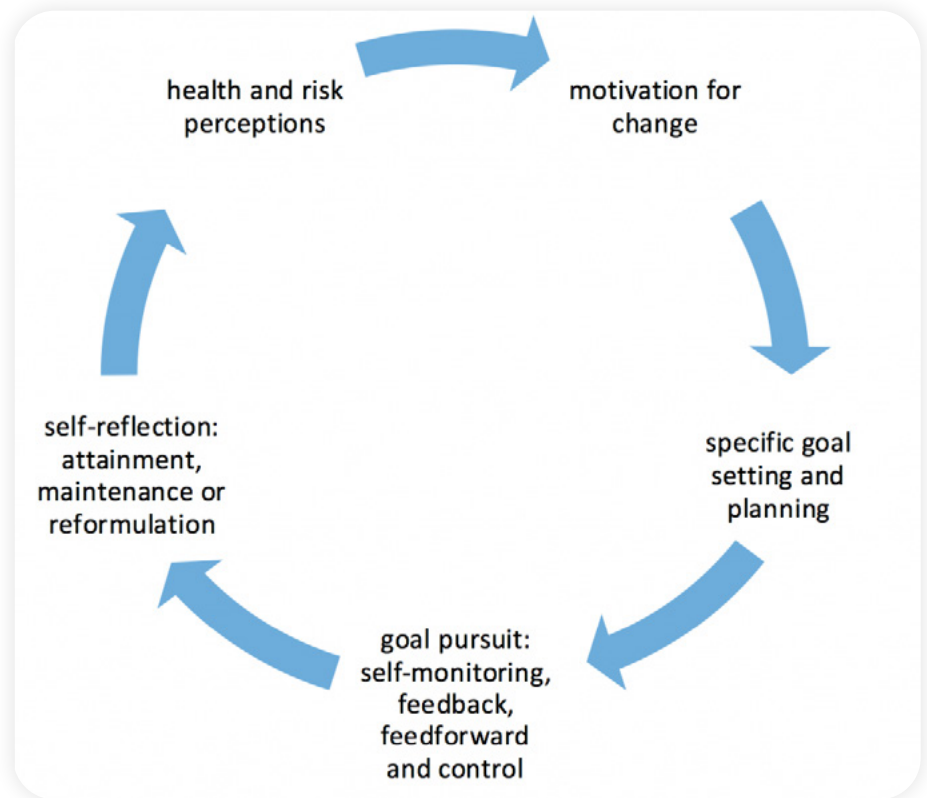 health and risk
perceptions
motivation for
change
specific goal
setting and
planning
goal pursuit:
self-monitoring,
feedback,
feedforward
and control
self-reflection:
attainment,
maintenance or
reformulation